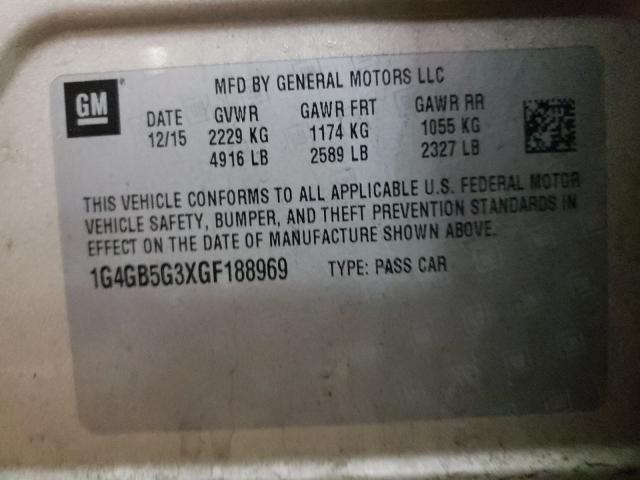 GM
MFD BY GENERAL MOTORS LLC
DATE GVWR GAWR FRT GAWR RR
12/15 2229 KG 1174 KG 1055 KG
4916 LB 2589 LB 2327 LB
THIS VEHICLE CONFORMS TO ALL APPLICABLE U.S. FEDERAL MOTOR
VEHICLE SAFETY, BUMPER, AND THEFT PREVENTION STANDARDS IN
EFFECT ON THE DATE OF MANUFACTURE SHOWN ABOVE.
1G4GB5G3XGF188969 TYPE: PASS CAR